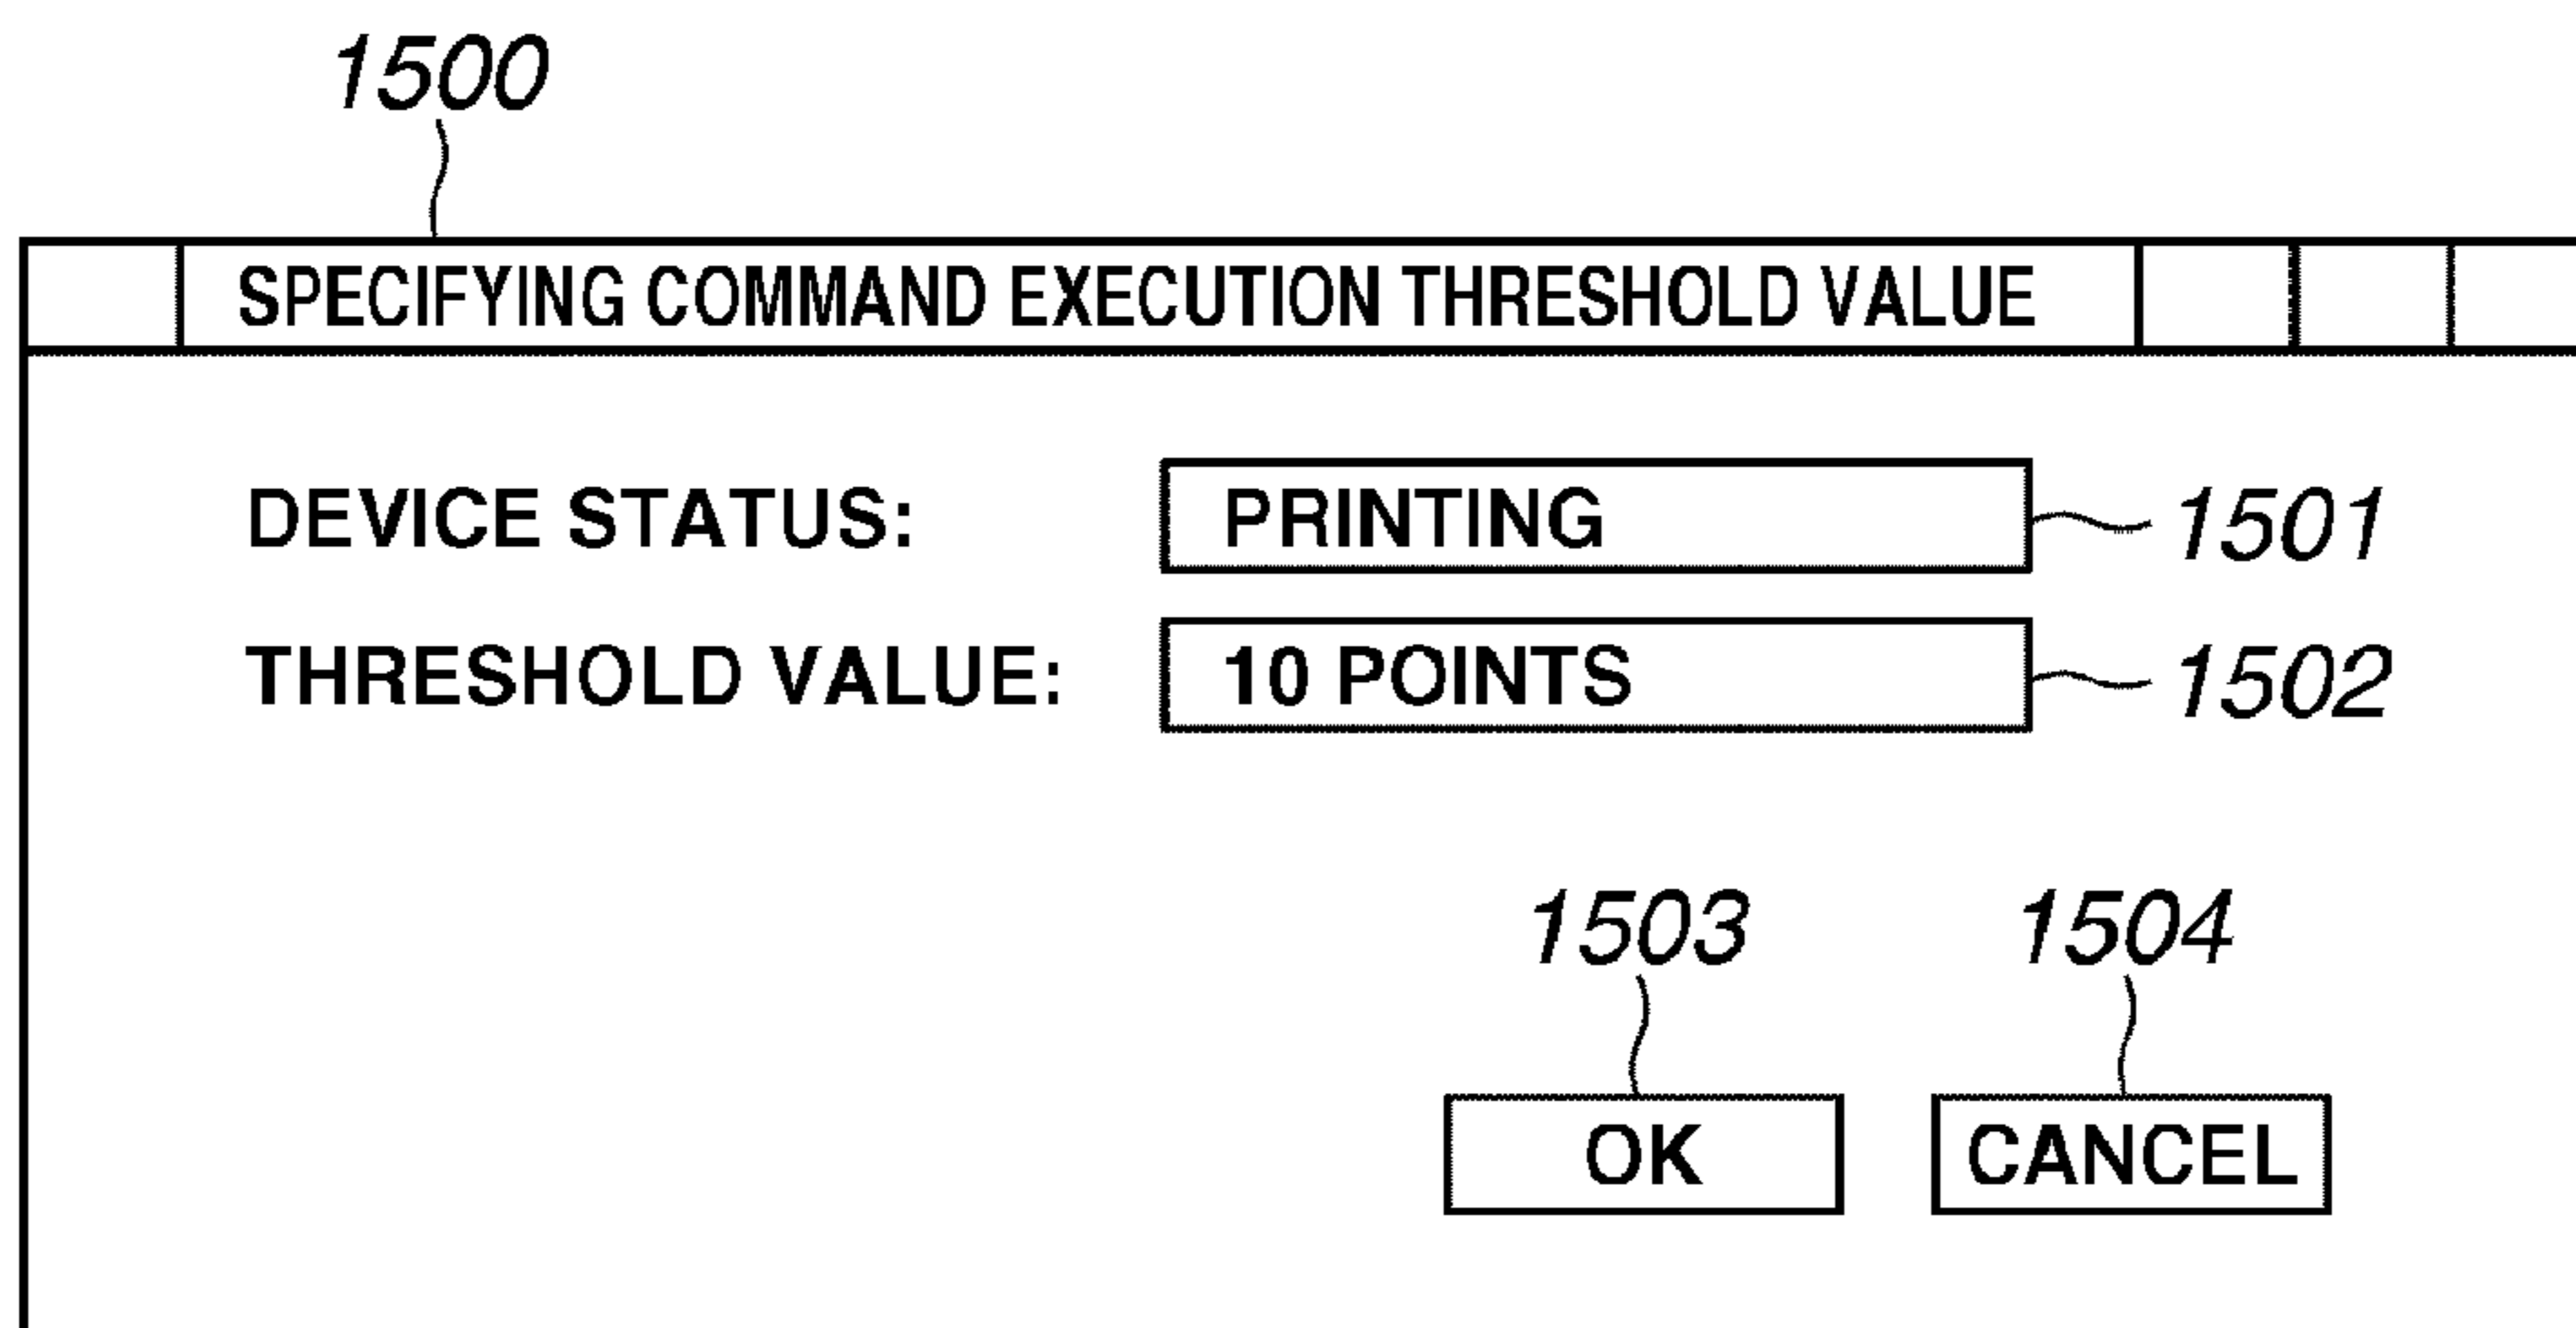 1500
SPECIFYING COMMAND EXECUTION THRESHOLD VALUE
DEVICE STATUS: PRINTING 1501
THRESHOLD VALUE: 10 POINTS 1502
1503 1504
OK CANCEL